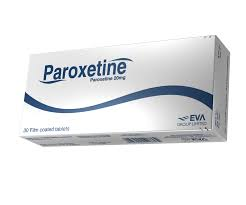 Paroxetine
Paroxetine 20mg
30 Film coated tablets
EVA
GROUP LIMITED